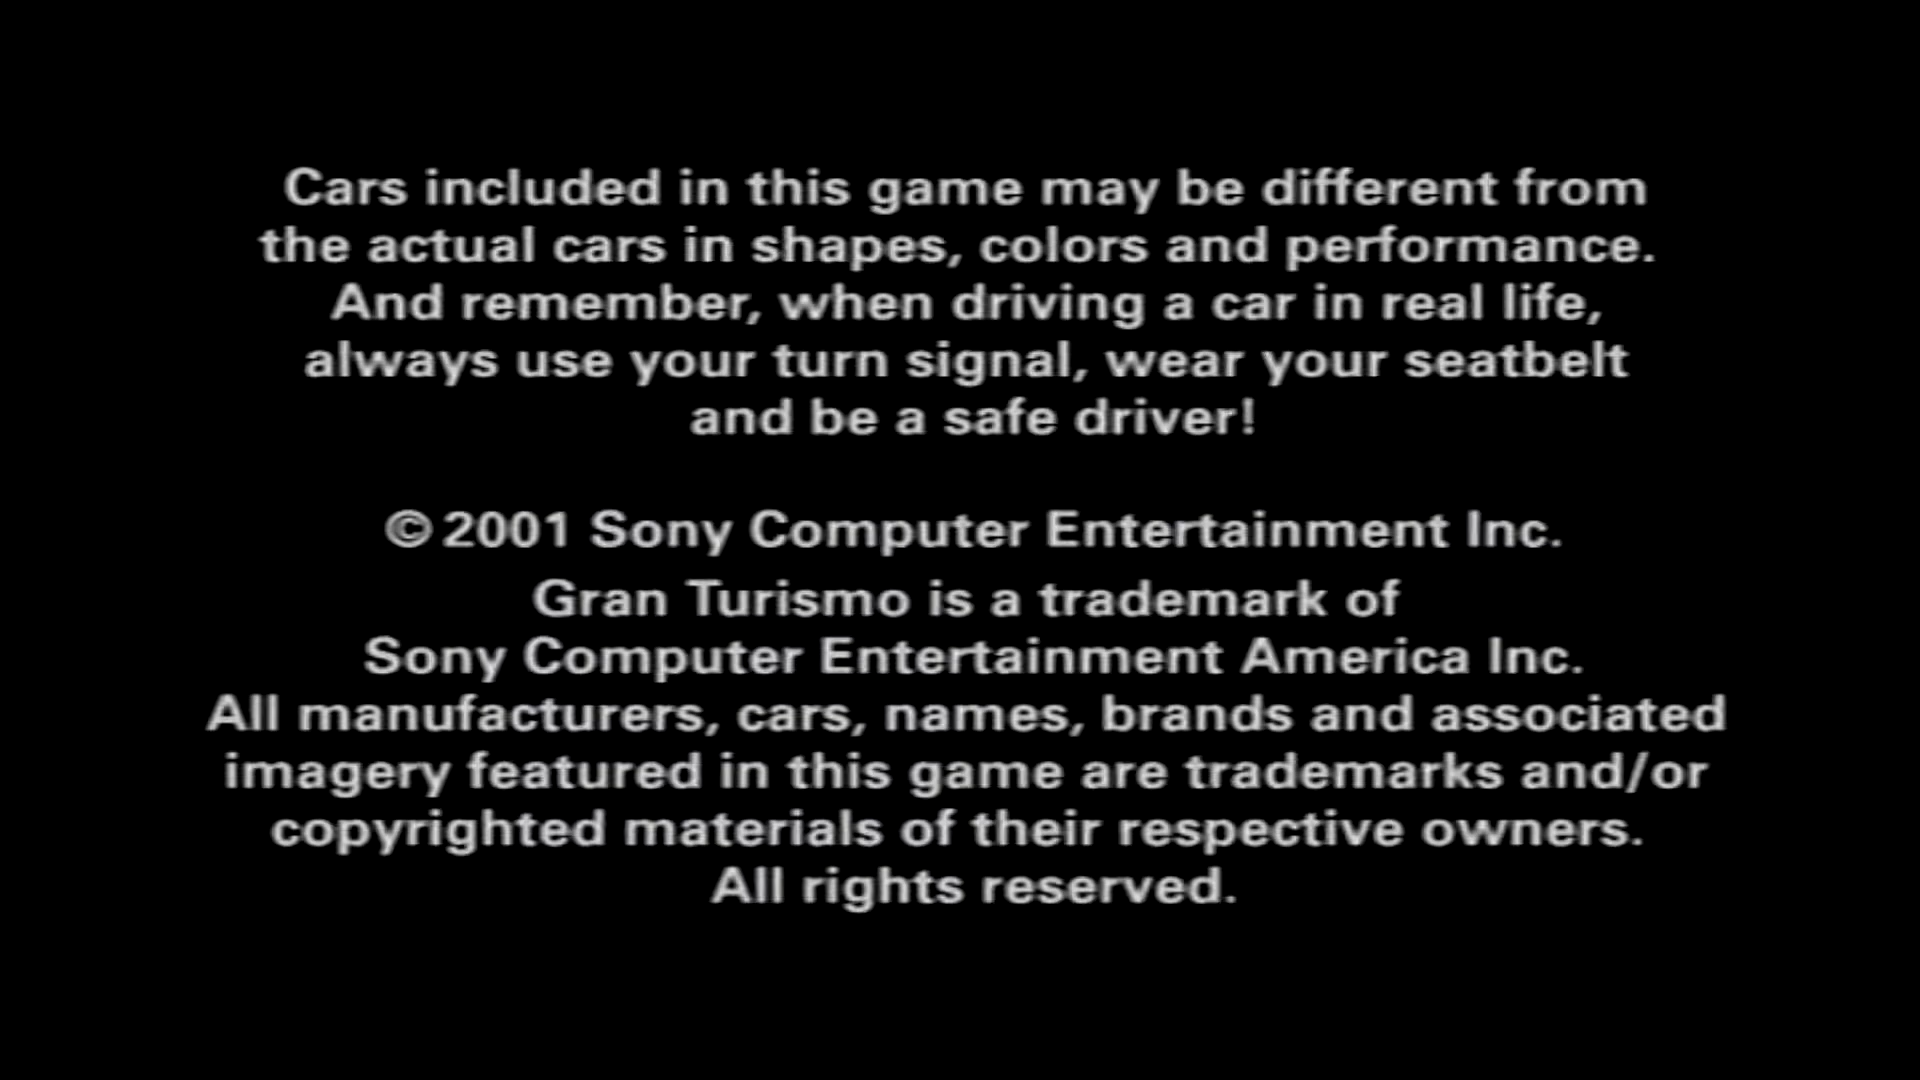 Cars included in this game may be different from
the actual cars in shapes, colors and performance.
And remember, when driving a car in real life,
always use your turn signal, wear your seatbelt
and be a safe driver!
©2001 Sony Computer Entertainment Inc.
Gran Turismo is a trademark of
Sony Computer Entertainment America Inc.
All manufacturers, cars, names, brands and associated
imagery featured in this game are trademarks and/or
copyrighted materials of their respective owners.
All rights reserved.